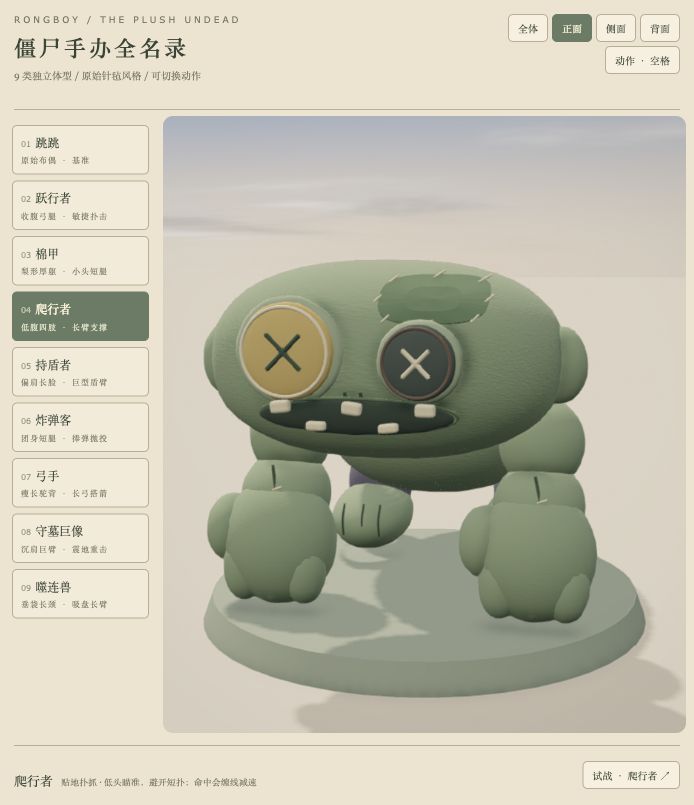 RONGBOY / THE PLUSH UNDEAD
僵尸手办全名录
9 类独立体型 / 原始针毡风格 / 可切换动作
全体
正面
侧面
背面
动作 · 空格
01 跳跳
原始布偶 · 基准
02 跃行者
收腹弓腿 · 敏捷扑击
03 棉甲
梨形厚躯 · 小头短腿
04 爬行者
低腹四肢 · 长臂支撑
05 持盾者
偏肩长脸 · 巨型盾臂
06 炸弹客
团身短腿 · 捧弹抛投
07 弓手
瘦长驼背 · 长弓搭箭
08 守墓巨像
沉肩巨臂 · 震地重击
09 噬连兽
垂袋长颈 · 吸盘长臂
爬行者 贴地扑抓 · 低头瞄准，避开短扑；命中会缠线减速
试战 · 爬行者 ↗